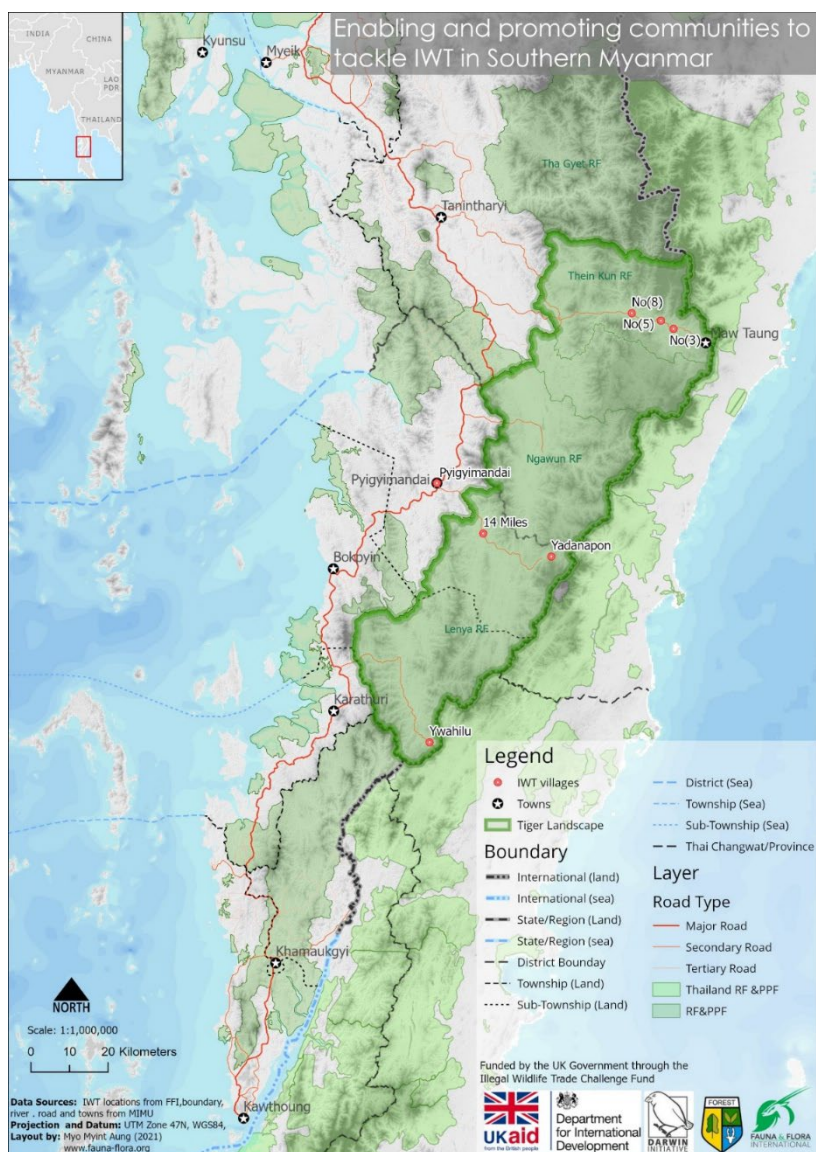 Enabling and promoting communities to
tackle IWT in Southern Myanmar
INDIA
CHINA
MYANMAR
LAO
PDR
THAILAND
Kyunsu
Myeik
Tha Gyet RF
Tanintharyi
Thein Kun RF
No(8)
No(5)
No(3)
Maw Taung
Ngawun RF
Pyigyimandai
Pyigyimandai
14 Miles
Yadanapon
Bokpyin
Lenya RF
Karathuri
Ywahilu
Khamaukgyi
Kawthoung
Legend
IWT villages
Towns
Tiger Landscape
Boundary
International (land)
International (sea)
State/Region (Land)
State/Region (sea)
District Boundary
Township (Land)
Sub-Township (Land)
District (Sea)
Township (Sea)
Sub-Township (Sea)
Thai Changwat/Province
Layer
Road Type
Major Road
Secondary Road
Tertiary Road
Thailand RF &PPF
RF&PPF
NORTH
Scale: 1:1,000,000
0 10 20 Kilometers
Data Sources: IWT locations from FFI,boundary,
river . road and towns from MIMU
Projection and Datum: UTM Zone 47N, WGS84,
Layout by: Myo Myint Aung (2021)
www.fauna-flora.org
Funded by the UK Government through the
Illegal Wildlife Trade Challenge Fund
UKaid
from the British people
Department
for International
Development
DARWIN
INITIATIVE
FOREST
FAUNA & FLORA
INTERNATIONAL